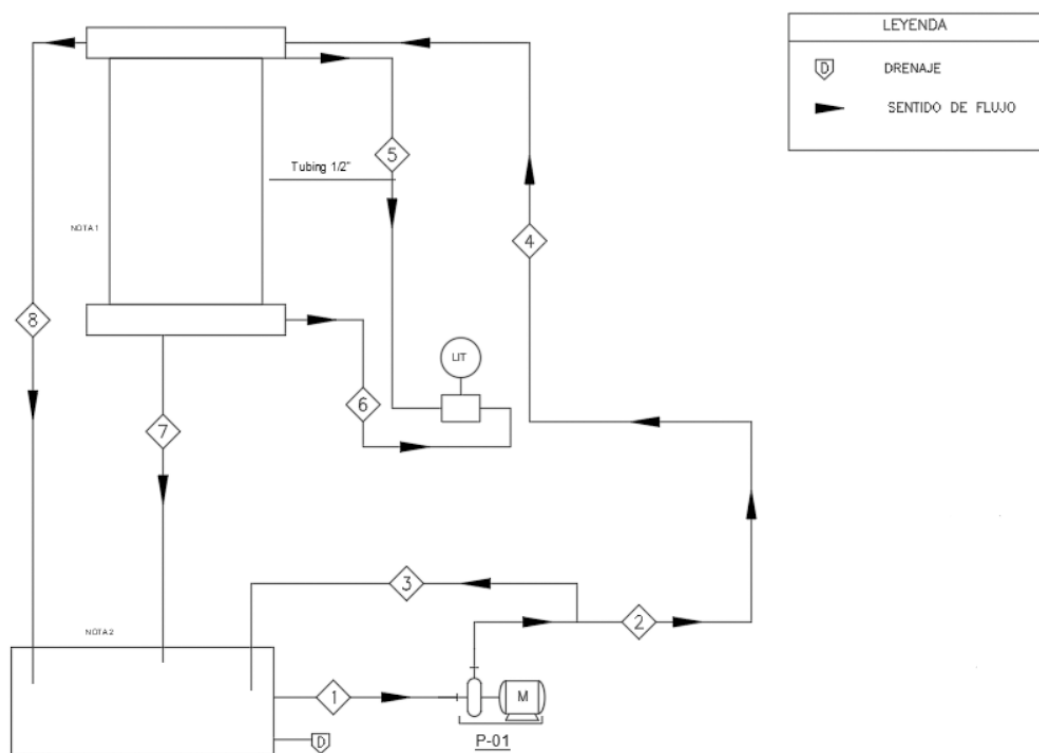 LEYENDA
D DRENAJE
SENTIDO DE FLUJO
5
Tubing 1/2"
NOTA 1
4
8
LIT
6
7
3
2
NOTA 2
1
M
D
P-01